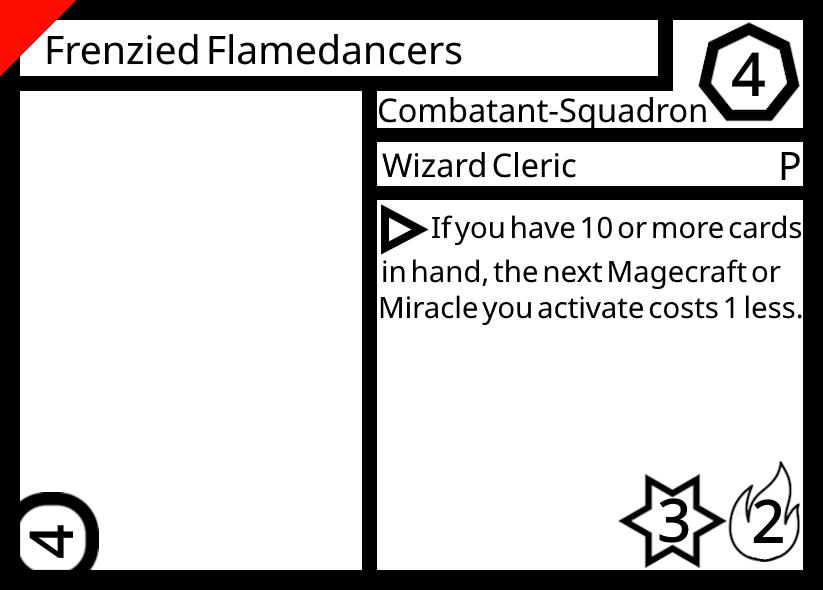 Frenzied Flamedancers
4
Combatant-Squadron
Wizard Cleric P
If you have 10 or more cards
in hand, the next Magecraft or
Miracle you activate costs 1 less.
4
3 2